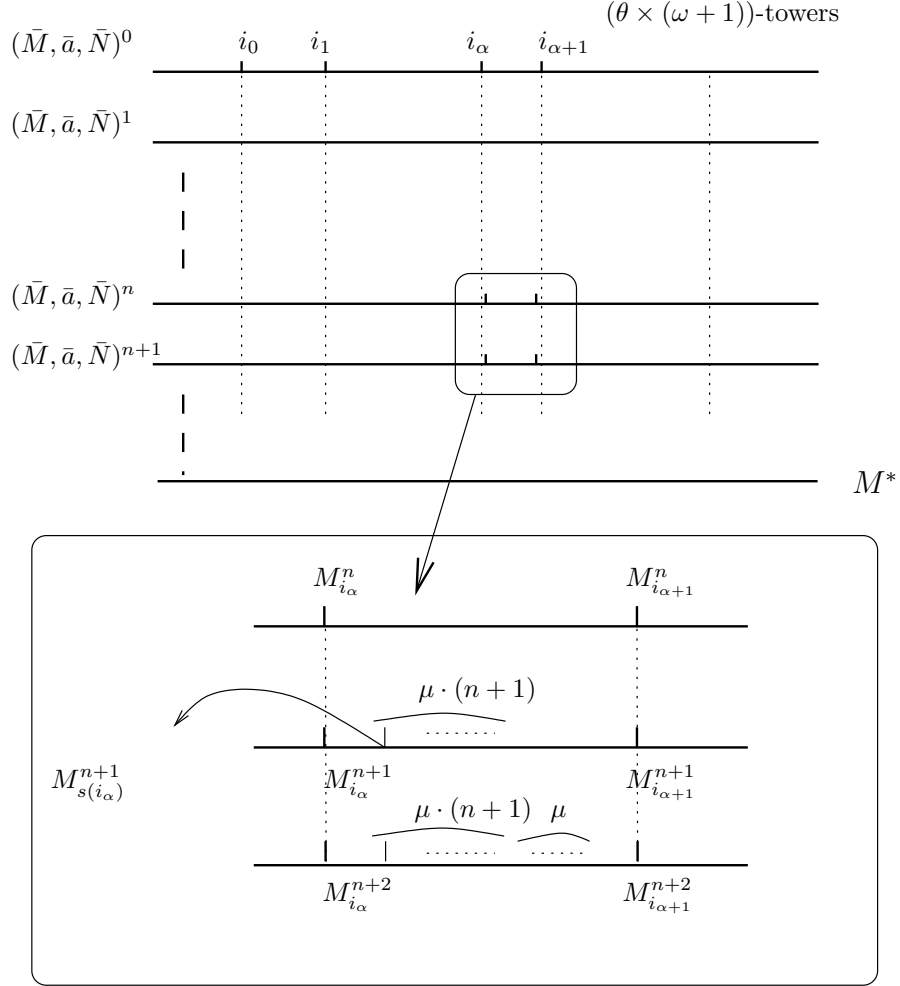 (θ × (ω + 1))-towers
(M̄, ā, N̄)⁰ i₀ i₁ i_α i_{α+1}
(M̄, ā, N̄)¹
(M̄, ā, N̄)ⁿ
(M̄, ā, N̄)ⁿ⁺¹
M*
M^n_{i_α} M^n_{i_{α+1}}
μ · (n + 1)
M^{n+1}_{s(i_α)} M^{n+1}_{i_α} M^{n+1}_{i_{α+1}}
μ · (n + 1) μ
M^{n+2}_{i_α} M^{n+2}_{i_{α+1}}